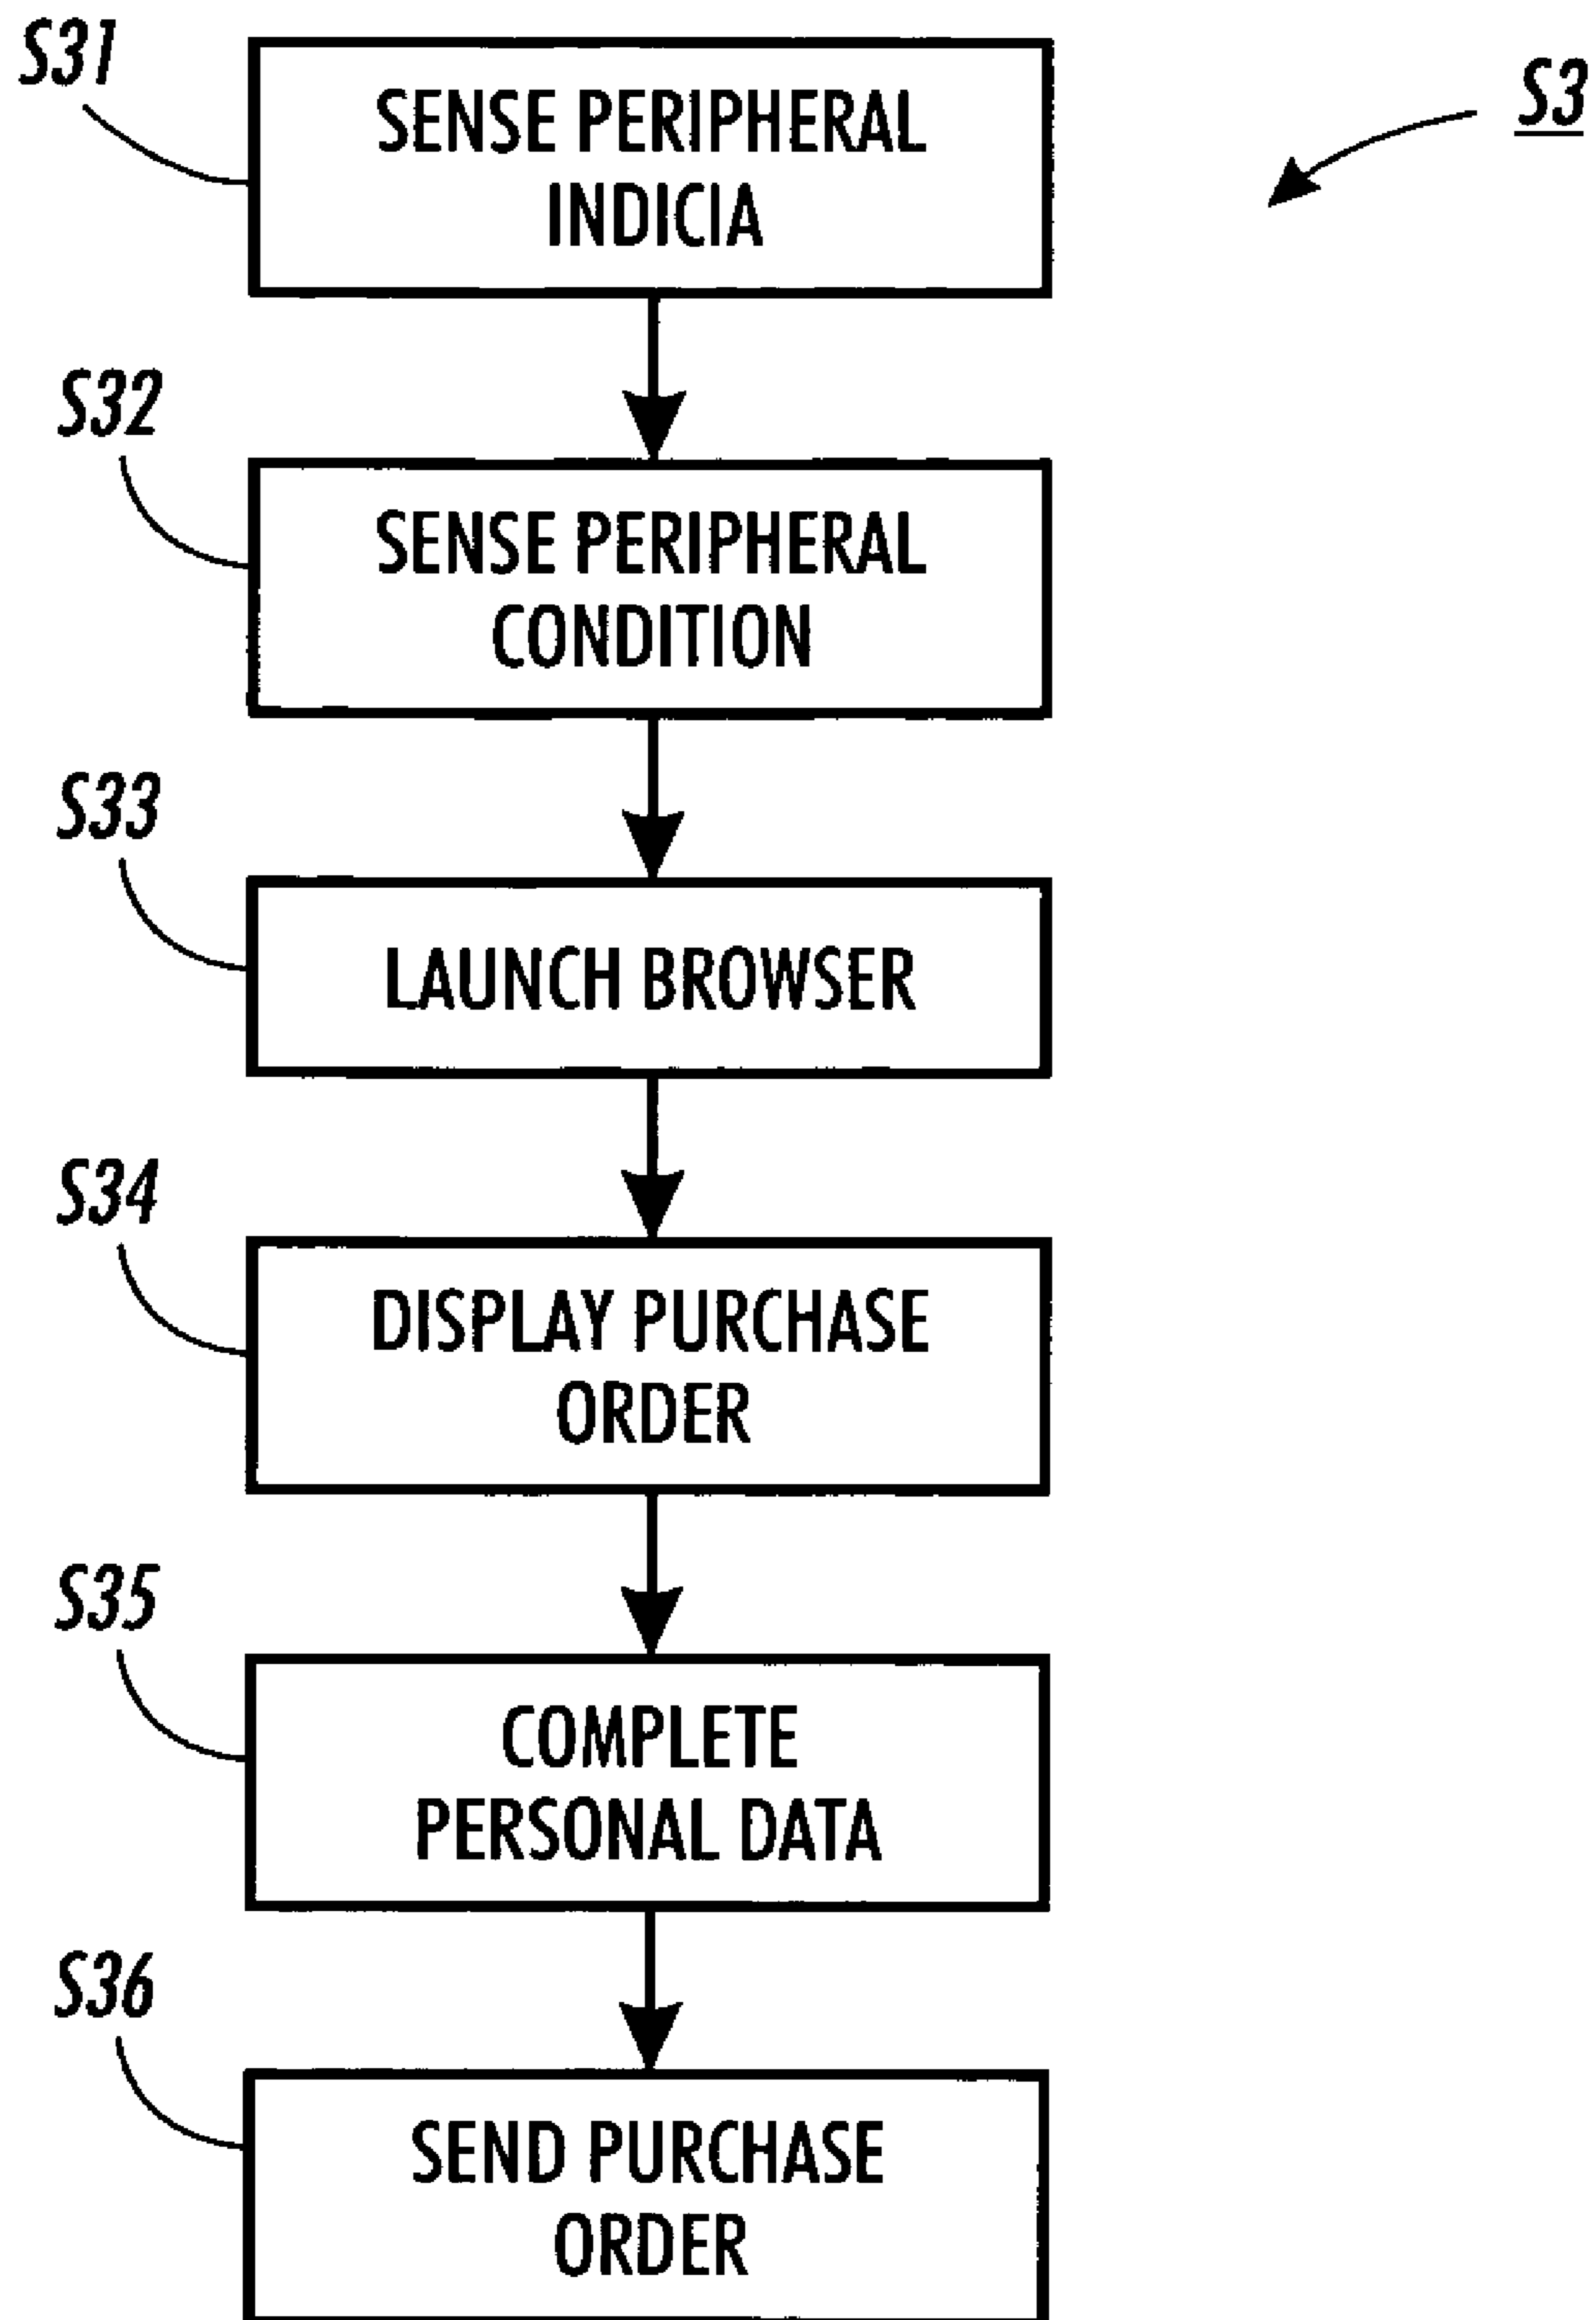 S31
S3
SENSE PERIPHERAL
INDICIA
S32
SENSE PERIPHERAL
CONDITION
S33
LAUNCH BROWSER
S34
DISPLAY PURCHASE
ORDER
S35
COMPLETE
PERSONAL DATA
S36
SEND PURCHASE
ORDER